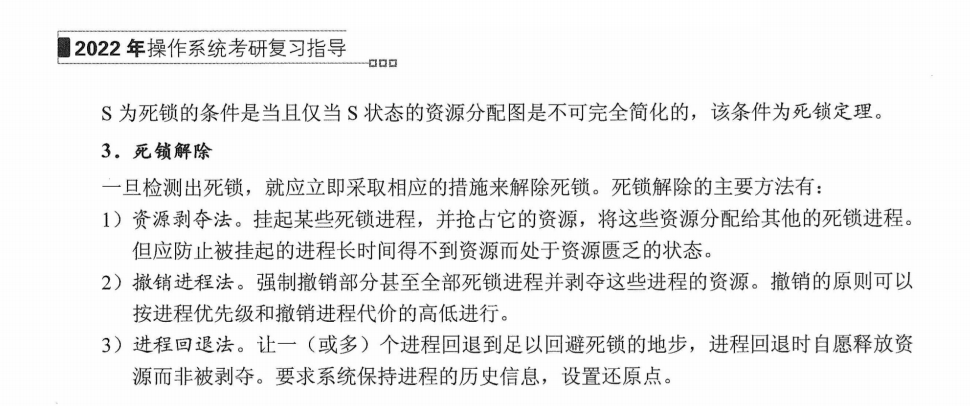 2022 年操作系统考研复习指导
S 为死锁的条件是当且仅当 S 状态的资源分配图是不可完全简化的，该条件为死锁定理。
3．死锁解除
一旦检测出死锁，就应立即采取相应的措施来解除死锁。死锁解除的主要方法有：
1）资源剥夺法。挂起某些死锁进程，并抢占它的资源，将这些资源分配给其他的死锁进程。
但应防止被挂起的进程长时间得不到资源而处于资源匮乏的状态。
2）撤销进程法。强制撤销部分甚至全部死锁进程并剥夺这些进程的资源。撤销的原则可以
按进程优先级和撤销进程代价的高低进行。
3）进程回退法。让一（或多）个进程回退到足以回避死锁的地步，进程回退时自愿释放资
源而非被剥夺。要求系统保持进程的历史信息，设置还原点。